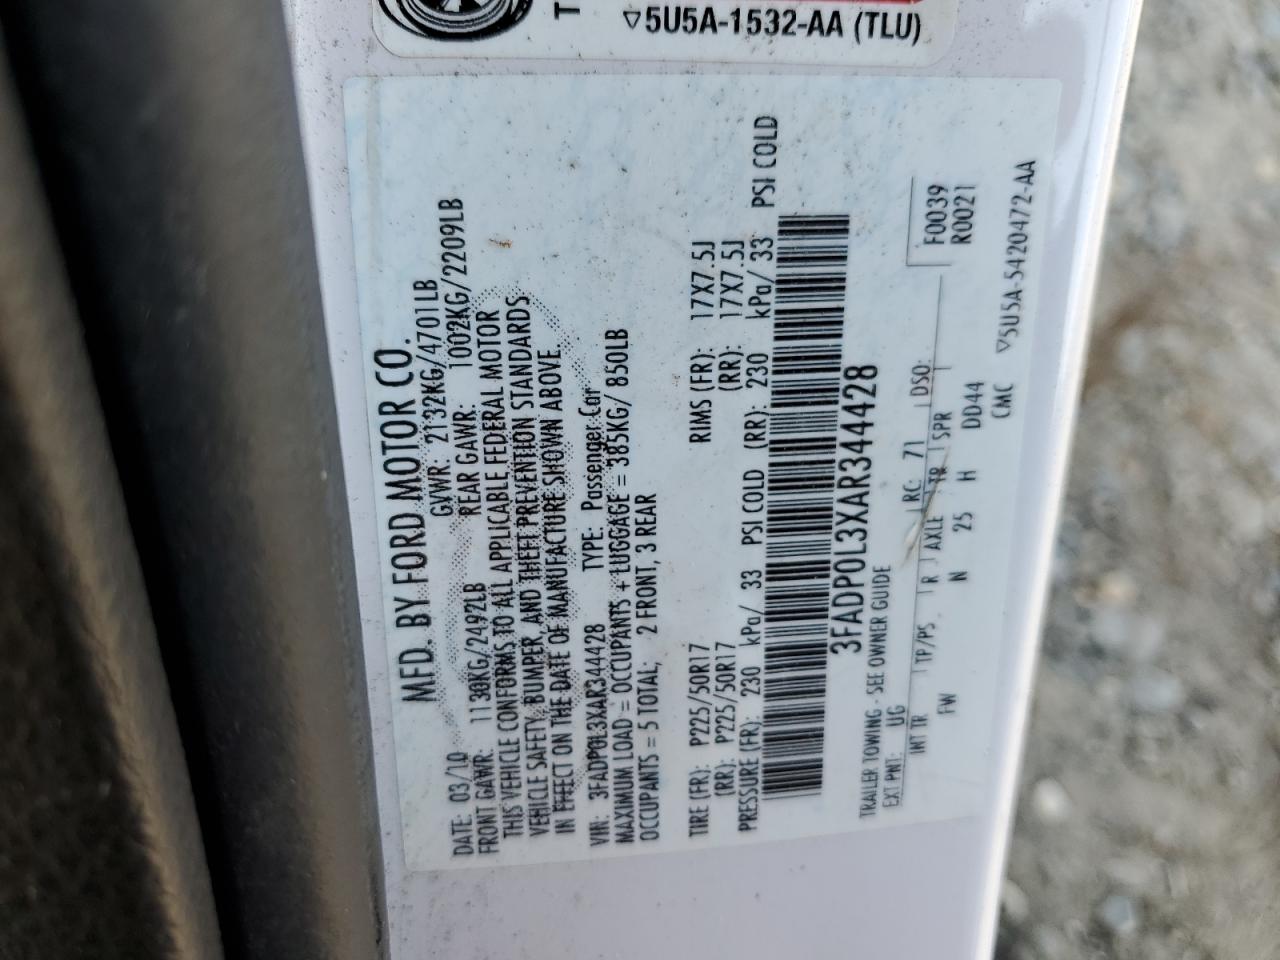 T
▽5U5A-1532-AA (TLU)
MFD. BY FORD MOTOR CO.
DATE: 03/10 GVWR: 2132KG/4701LB
FRONT GAWR: 1130KG/2492LB REAR GAWR: 1002KG/2209LB
THIS VEHICLE CONFORMS TO ALL APPLICABLE FEDERAL MOTOR
VEHICLE SAFETY, BUMPER, AND THEFT PREVENTION STANDARDS
IN EFFECT ON THE DATE OF MANUFACTURE SHOWN ABOVE
VIN: 3FADP0L3XAR344428 TYPE: Passenger Car
MAXIMUM LOAD = OCCUPANTS + LUGGAGE = 385KG/ 850LB
OCCUPANTS = 5 TOTAL; 2 FRONT, 3 REAR
TIRE (FR): P225/50R17 RIMS (FR): 17X7.5J
(RR): P225/50R17 (RR): 17X7.5J
PRESSURE (FR): 230 kPa/ 33 PSI COLD (RR): 230 kPa/ 33 PSI COLD
3FADP0L3XAR344428
TRAILER TOWING - SEE OWNER GUIDE
EXT PNT: UG RC: 71 DSO: F0039
INT TR TP/PS R AXLE TR SPR R0021
FW N 25 H DD44
CMC ▽5U5A-5420472-AA